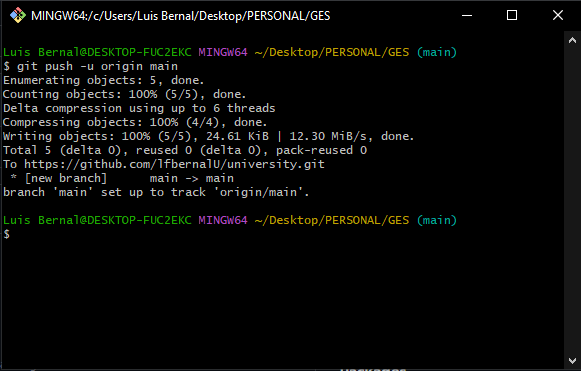 MINGW64:/c/Users/Luis Bernal/Desktop/PERSONAL/GES
Luis Bernal@DESKTOP-FUC2EKC MINGW64 ~/Desktop/PERSONAL/GES (main)
$ git push -u origin main
Enumerating objects: 5, done.
Counting objects: 100% (5/5), done.
Delta compression using up to 6 threads
Compressing objects: 100% (4/4), done.
Writing objects: 100% (5/5), 24.61 KiB | 12.30 MiB/s, done.
Total 5 (delta 0), reused 0 (delta 0), pack-reused 0
To https://github.com/lfbernalU/university.git
 * [new branch]      main -> main
branch 'main' set up to track 'origin/main'.
Luis Bernal@DESKTOP-FUC2EKC MINGW64 ~/Desktop/PERSONAL/GES (main)
$